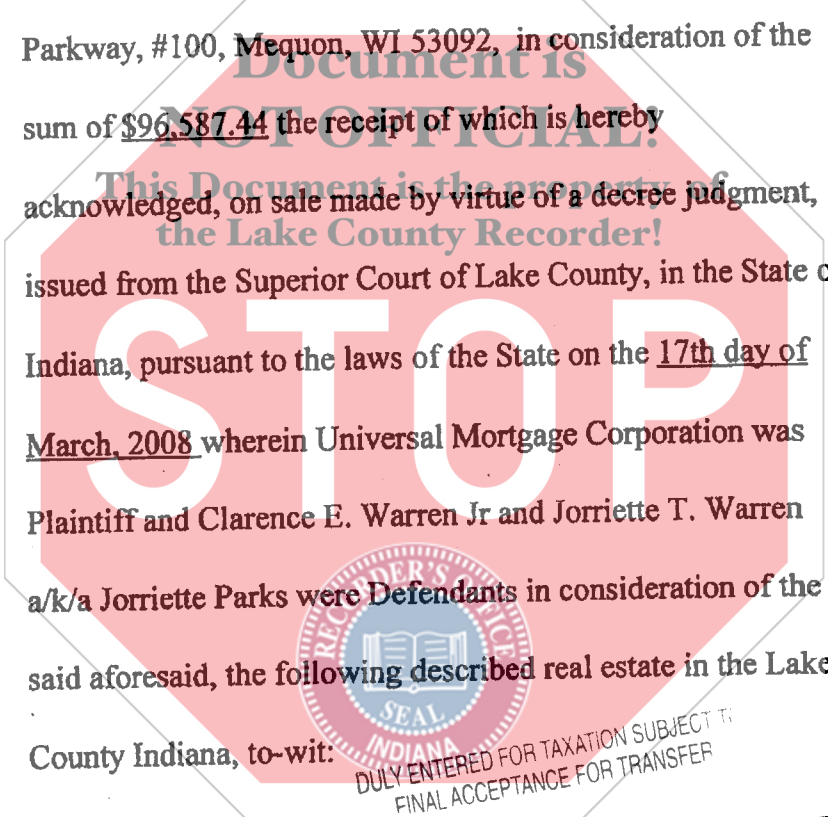 Parkway, #100, Mequon, WI 53092, in consideration of the
Document is
sum of $96,587.44 the receipt of which is hereby
NOT OFFICIAL!
This Document is the property of
acknowledged, on sale made by virtue of a decree judgment,
the Lake County Recorder!
issued from the Superior Court of Lake County, in the State
STOP
Indiana, pursuant to the laws of the State on the 17th day of
March, 2008 wherein Universal Mortgage Corporation was
Plaintiff and Clarence E. Warren Jr and Jorriette T. Warren
a/k/a Jorriette Parks were Defendants in consideration of the
RECORDER'S OFFICE
said aforesaid, the following described real estate in the Lake
SEAL
INDIANA
County Indiana, to-wit:
DULY ENTERED FOR TAXATION SUBJECT
FINAL ACCEPTANCE FOR TRANSFER